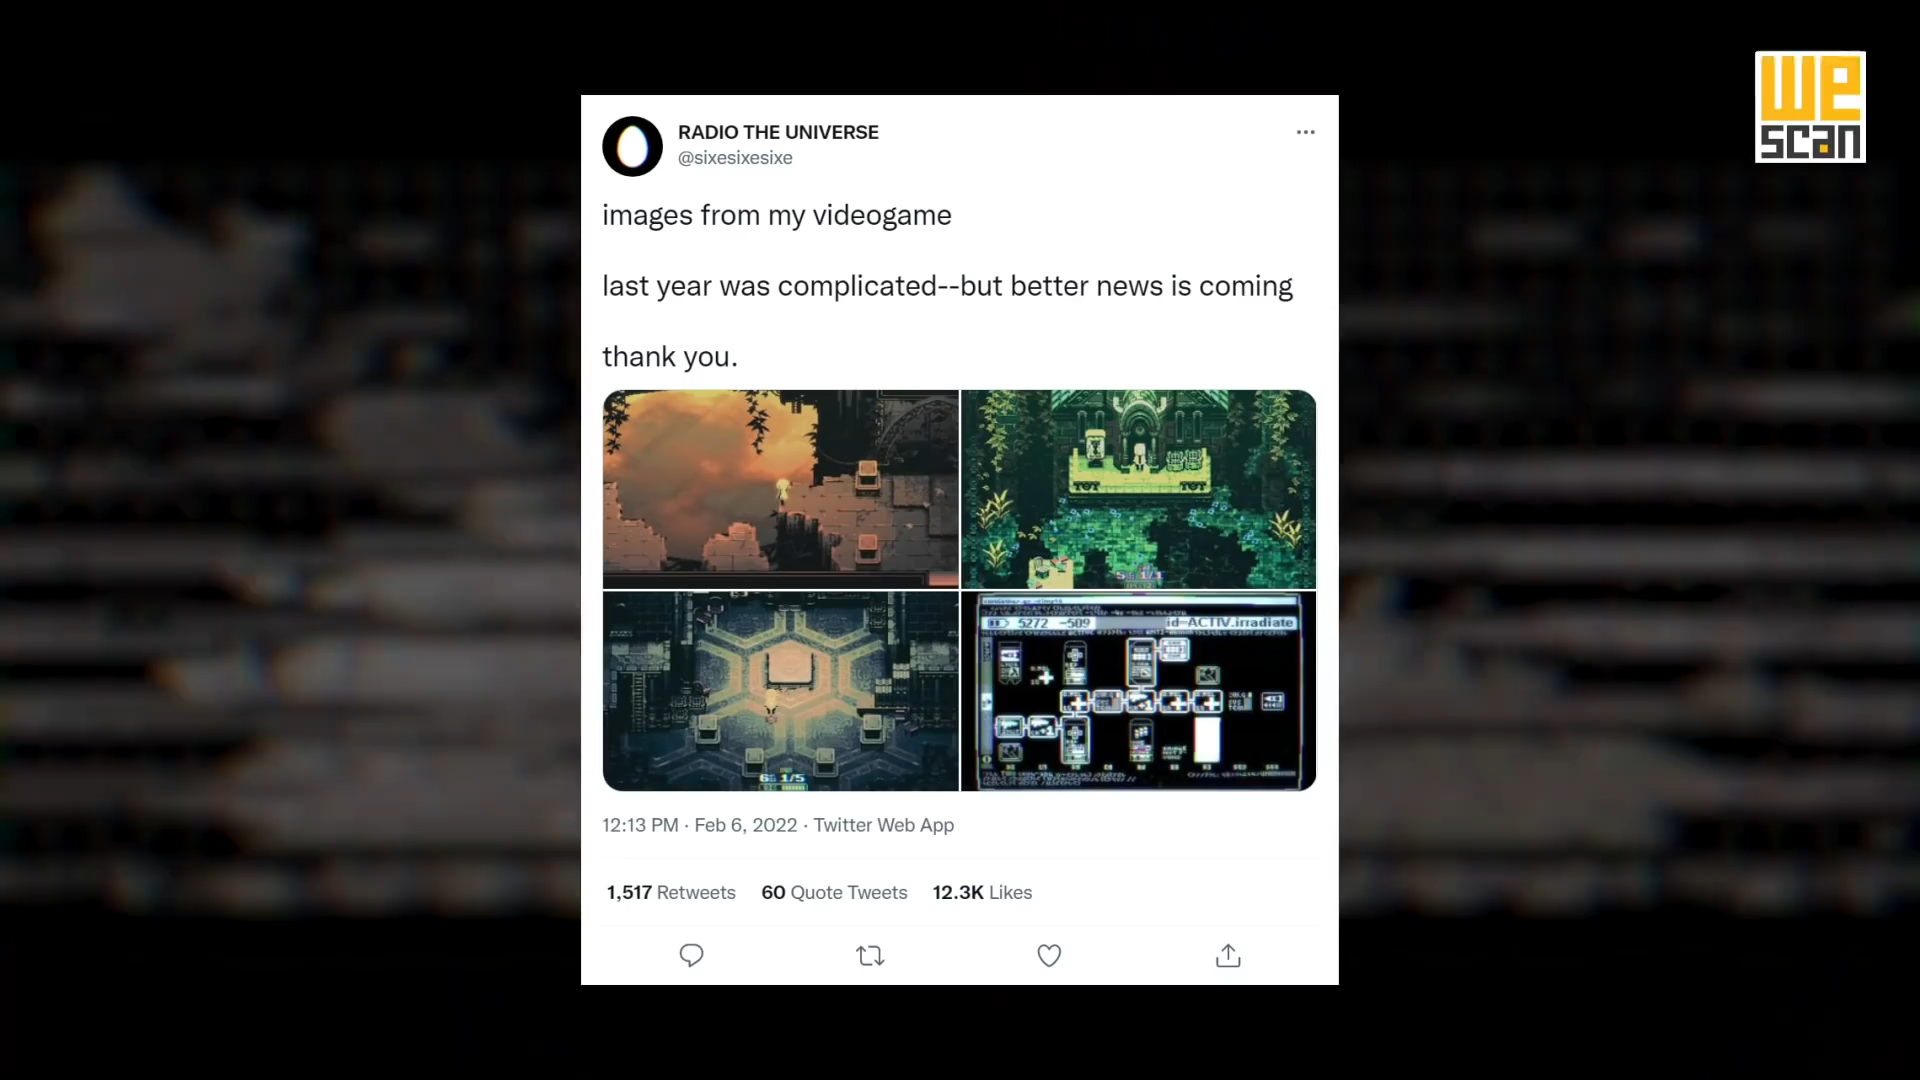 we
scan
RADIO THE UNIVERSE
@sixesixesixe
images from my videogame
last year was complicated--but better news is coming
thank you.
5272 -509
id=ACTIV.irradiate
1/5
12:13 PM · Feb 6, 2022 · Twitter Web App
1,517 Retweets 60 Quote Tweets 12.3K Likes